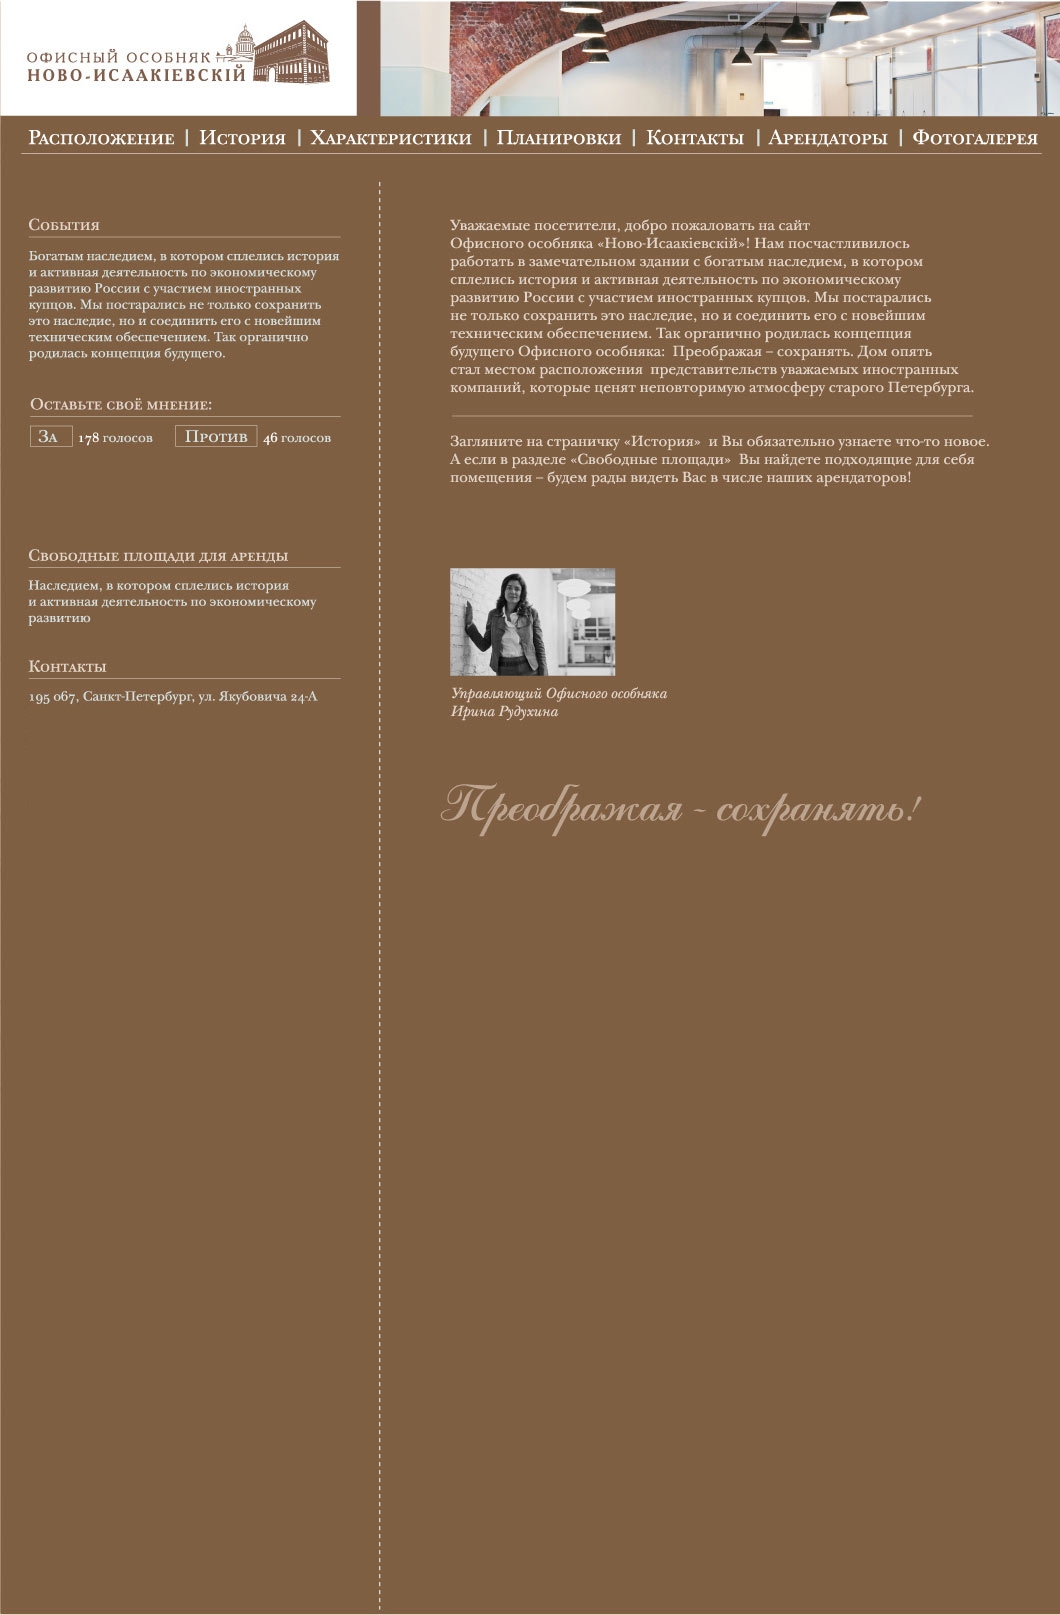 ОФИСНЫЙ ОСОБНЯК
НОВО-ИСААКІЕВСКІЙ
Расположение | История | Характеристики | Планировки | Контакты | Арендаторы | Фотогалерея
События
Богатым наследием, в котором сплелись история
и активная деятельность по экономическому
развитию России с участием иностранных
купцов. Мы постарались не только сохранить
это наследие, но и соединить его с новейшим
техническим обеспечением. Так органично
родилась концепция будущего.
Оставьте своё мнение:
За 178 голосов Против 46 голосов
Свободные площади для аренды
Наследием, в котором сплелись история
и активная деятельность по экономическому
развитию
Контакты
195 067, Санкт-Петербург, ул. Якубовича 24-А
Уважаемые посетители, добро пожаловать на сайт
Офисного особняка «Ново-Исаакіевскій»! Нам посчастливилось
работать в замечательном здании с богатым наследием, в котором
сплелись история и активная деятельность по экономическому
развитию России с участием иностранных купцов. Мы постарались
не только сохранить это наследие, но и соединить его с новейшим
техническим обеспечением. Так органично родилась концепция
будущего Офисного особняка: Преображая – сохранять. Дом опять
стал местом расположения представительств уважаемых иностранных
компаний, которые ценят неповторимую атмосферу старого Петербурга.
Загляните на страничку «История» и Вы обязательно узнаете что-то новое.
А если в разделе «Свободные площади» Вы найдете подходящие для себя
помещения – будем рады видеть Вас в числе наших арендаторов!
Управляющий Офисного особняка
Ирина Рудухина
Преображая - сохранять!